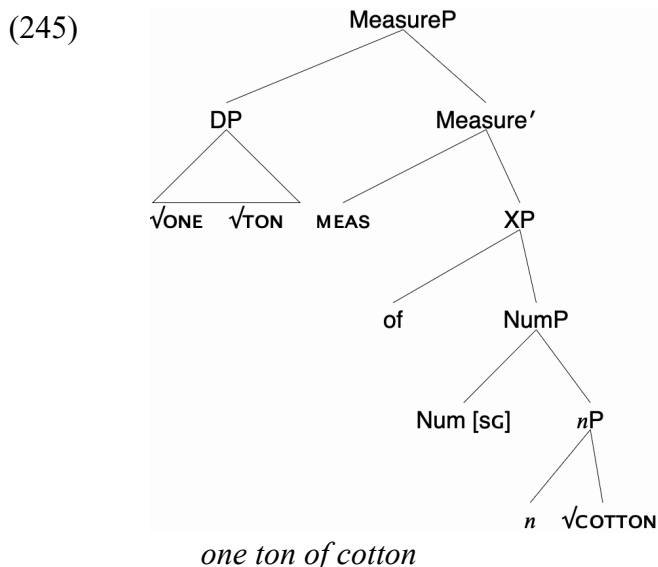 (245)
MeasureP
DP Measure′
√ONE √TON MEAS XP
of NumP
Num [SG] nP
n √COTTON
one ton of cotton